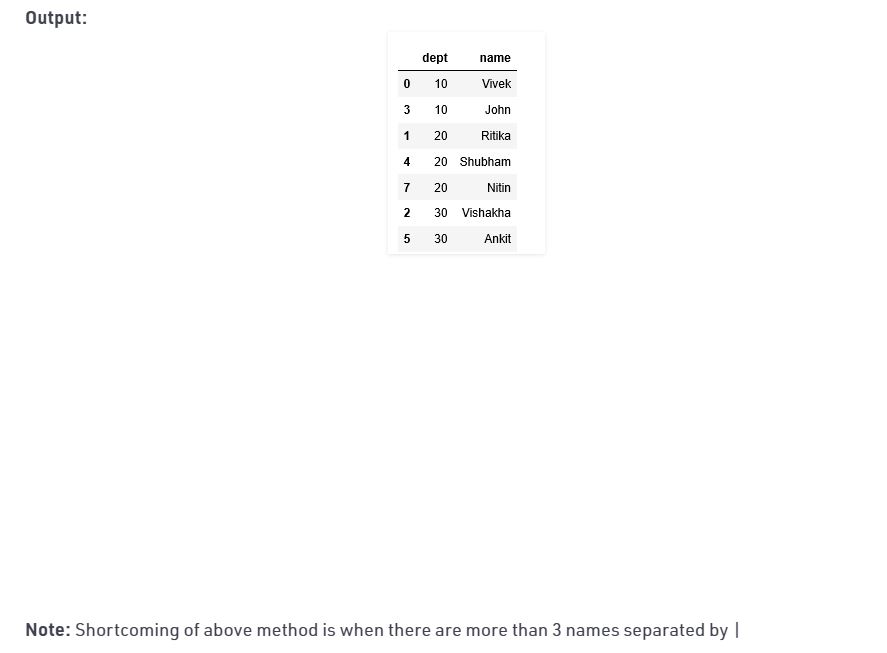 Output:
dept name
0 10 Vivek
3 10 John
1 20 Ritika
4 20 Shubham
7 20 Nitin
2 30 Vishakha
5 30 Ankit
Note: Shortcoming of above method is when there are more than 3 names separated by |